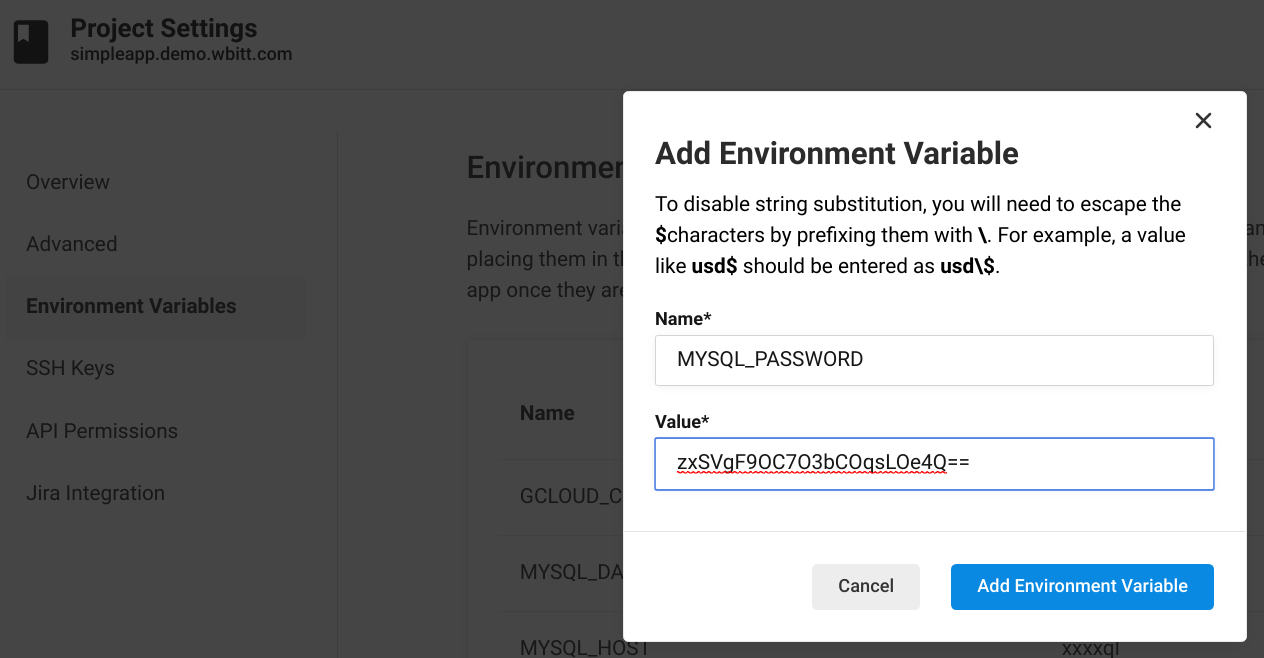 Project Settings
simpleapp.demo.wbitt.com
Overview
Advanced
Environment Variables
SSH Keys
API Permissions
Jira Integration
Environmen
Environment vari
placing them in t
app once they are
Name
GCLOUD_C
MYSQL_DA
MYSQL_HOST
xxxxql
Add Environment Variable
To disable string substitution, you will need to escape the
$characters by prefixing them with \. For example, a value
like usd$ should be entered as usd\$.
Name*
MYSQL_PASSWORD
Value*
zxSVgF9OC7O3bCOqsLOe4Q==
Cancel
Add Environment Variable